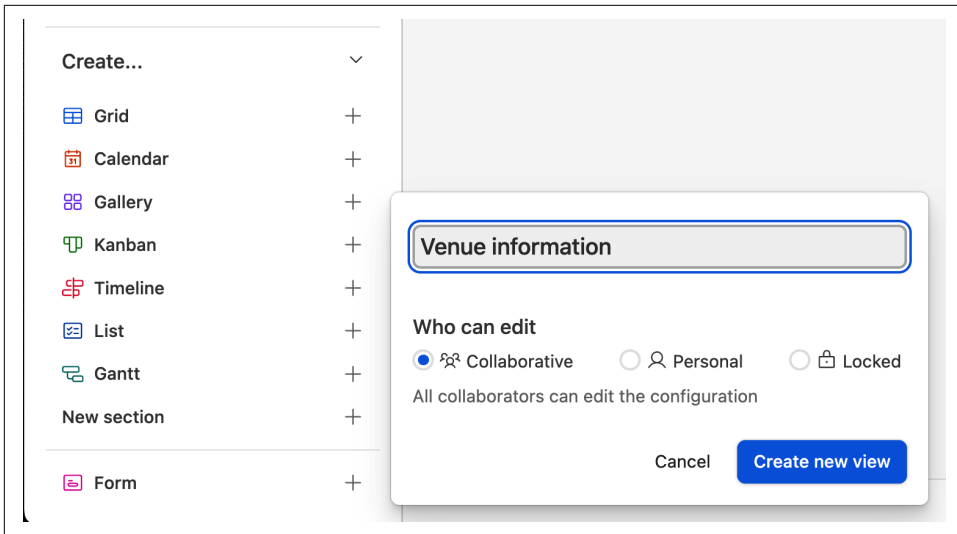 Create...
Grid
31
Calendar
Gallery
Kanban
Timeline
List
Gantt
New section
Form
Venue information
Who can edit
Collaborative Personal Locked
All collaborators can edit the configuration
Cancel Create new view